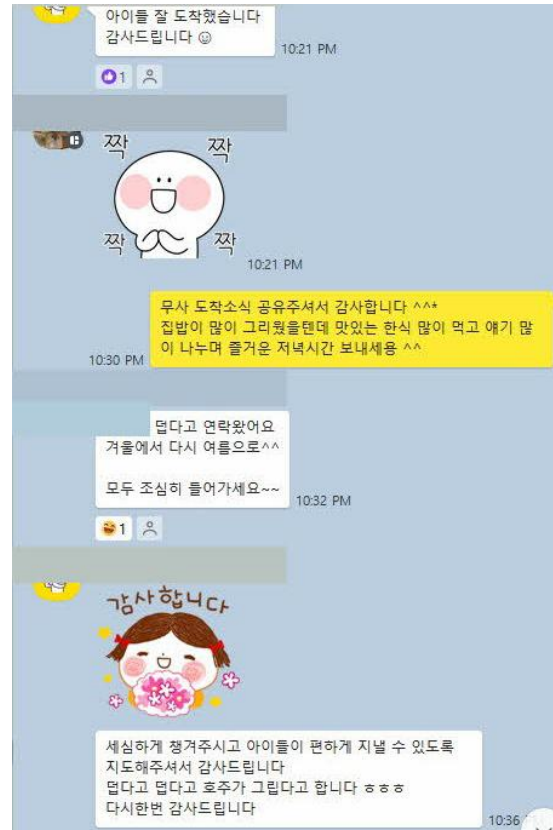 아이들 잘 도착했습니다
감사드립니다
10:21 PM
1
짝 짝
짝 짝
10:21 PM
무사 도착소식 공유주셔서 감사합니다 ^^*
집밥이 많이 그리웠을텐데 맛있는 한식 많이 먹고 얘기 많
이 나누며 즐거운 저녁시간 보내세용 ^^
10:30 PM
덥다고 연락왔어요
겨울에서 다시 여름으로^^
모두 조심히 들어가세요~~
10:32 PM
1
감사합니다
세심하게 챙겨주시고 아이들이 편하게 지낼 수 있도록
지도해주셔서 감사드립니다
덥다고 덥다고 호주가 그립다고 합니다 ㅎㅎㅎ
다시한번 감사드립니다
10:36